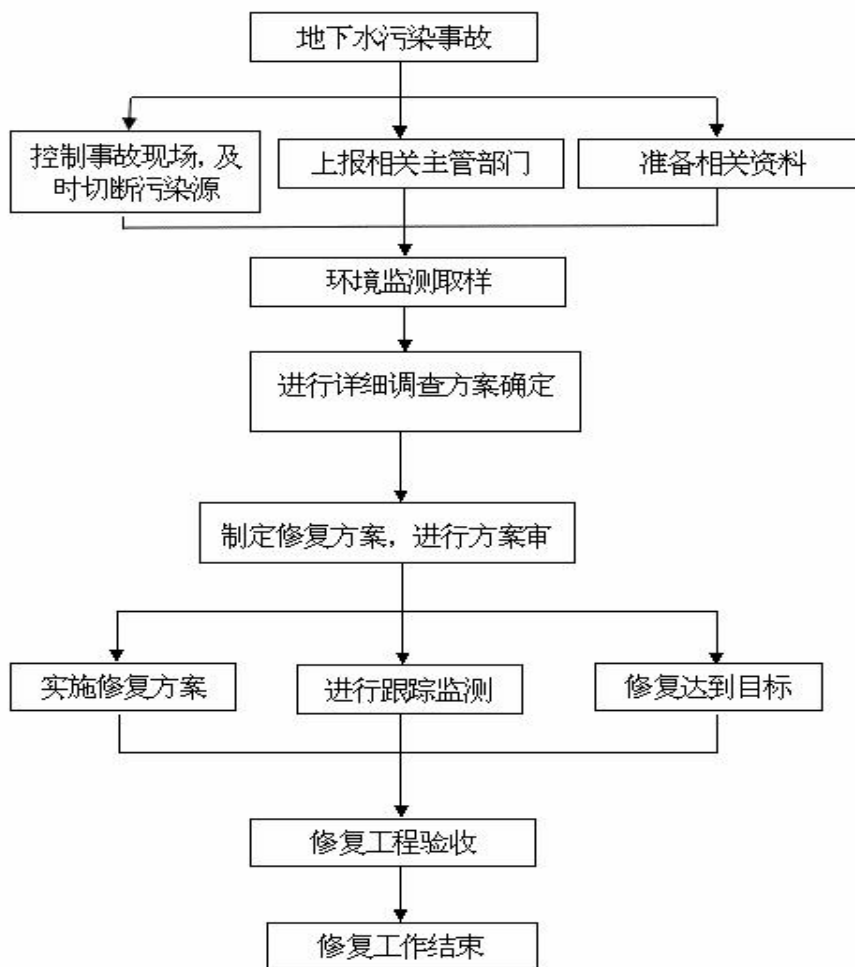 地下水污染事故
控制事故现场，及
时切断污染源
上报相关主管部门
准备相关资料
环境监测取样
进行详细调查方案确定
制定修复方案，进行方案审
实施修复方案
进行跟踪监测
修复达到目标
修复工程验收
修复工作结束